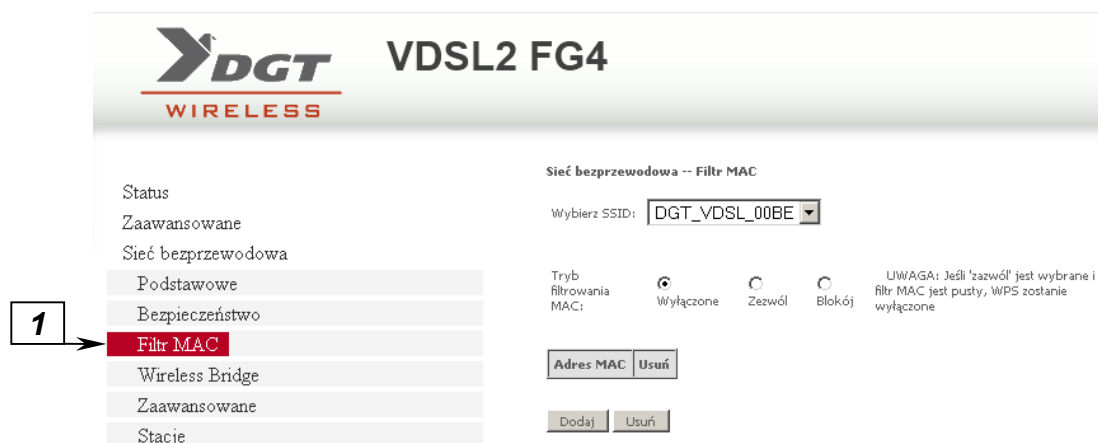 DGT
WIRELESS
VDSL2 FG4
Status
Zaawansowane
Sieć bezprzewodowa
Podstawowe
Bezpieczeństwo
1
Filtr MAC
Wireless Bridge
Zaawansowane
Stacje
Sieć bezprzewodowa -- Filtr MAC
Wybierz SSID: DGT_VDSL_00BE
Tryb
filtrowania
MAC:
Wyłączone Zezwól Blokój
UWAGA: Jeśli 'zazwól' jest wybrane i
filtr MAC jest pusty, WPS zostanie
wyłączone
Adres MAC Usuń
Dodaj Usuń